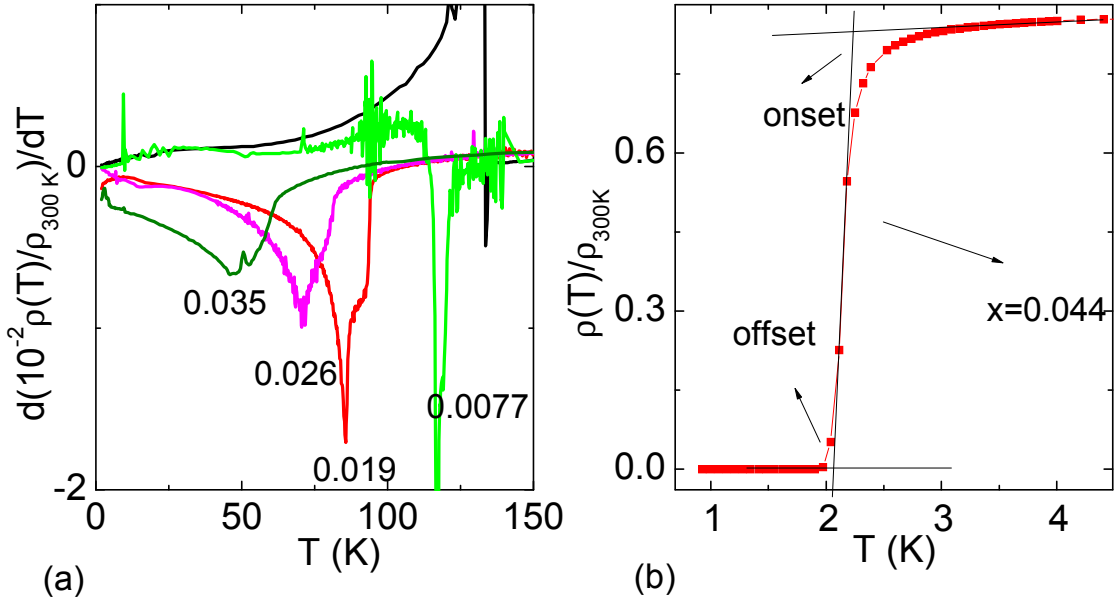 d(10⁻² ρ(T)/ρ₃₀₀ K)/dT
0
-2
0.035
0.026
0.019
0.0077
0 50 100 150
T (K)
(a)
ρ(T)/ρ₃₀₀K
0.6
0.3
0.0
onset
offset
x=0.044
1 2 3 4
T (K)
(b)